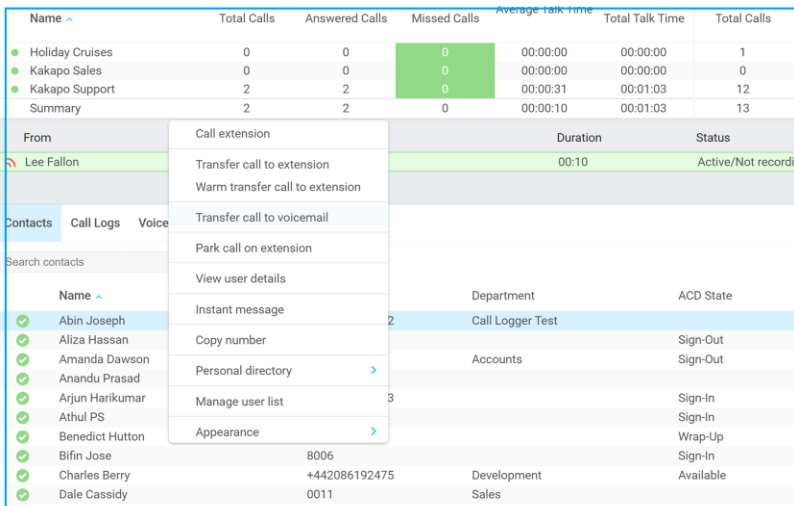 Name Total Calls Answered Calls Missed Calls Average Talk Time Total Talk Time Total Calls
Holiday Cruises 0 0 0 00:00:00 00:00:00 1
Kakapo Sales 0 0 0 00:00:00 00:00:00 0
Kakapo Support 2 2 0 00:00:31 00:01:03 12
Summary 2 2 0 00:00:10 00:01:03 13
From Duration Status
Lee Fallon 00:10 Active/Not recordi
Call extension
Transfer call to extension
Warm transfer call to extension
Transfer call to voicemail
Park call on extension
View user details
Instant message
Copy number
Personal directory
Manage user list
Appearance
Contacts Call Logs Voice
Search contacts
Name Department ACD State
Abin Joseph 2 Call Logger Test
Aliza Hassan Sign-Out
Amanda Dawson Accounts Sign-Out
Anandu Prasad
Arjun Harikumar 3 Sign-In
Athul PS Sign-In
Benedict Hutton Wrap-Up
Bifin Jose 8006 Sign-In
Charles Berry +442086192475 Development Available
Dale Cassidy 0011 Sales